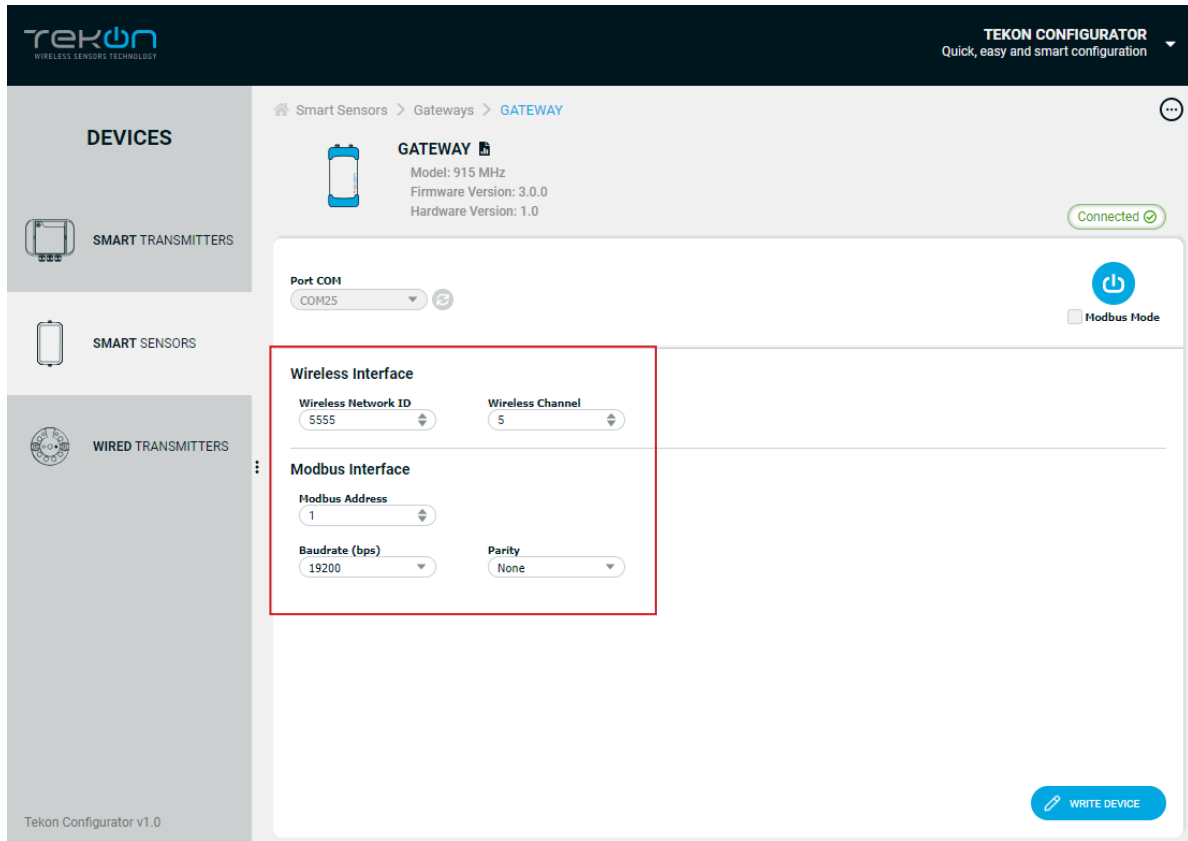 TEKON
WIRELESS SENSORS TECHNOLOGY
TEKON CONFIGURATOR
Quick, easy and smart configuration
DEVICES
SMART TRANSMITTERS
SMART SENSORS
WIRED TRANSMITTERS
Tekon Configurator v1.0
Smart Sensors > Gateways > GATEWAY
GATEWAY
Model: 915 MHz
Firmware Version: 3.0.0
Hardware Version: 1.0
Connected
Port COM
COM25
Modbus Mode
Wireless Interface
Wireless Network ID Wireless Channel
5555 5
Modbus Interface
Modbus Address
1
Baudrate (bps) Parity
19200 None
WRITE DEVICE